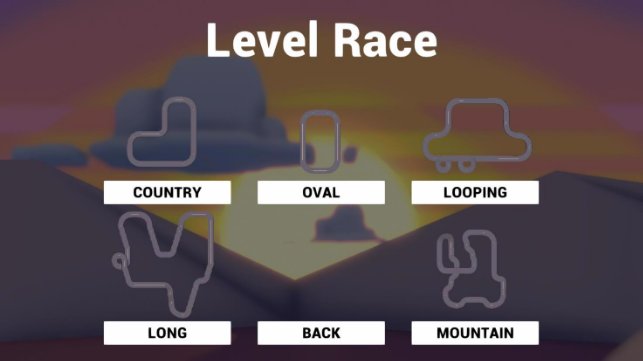 Level Race
COUNTRY
OVAL
LOOPING
LONG
BACK
MOUNTAIN